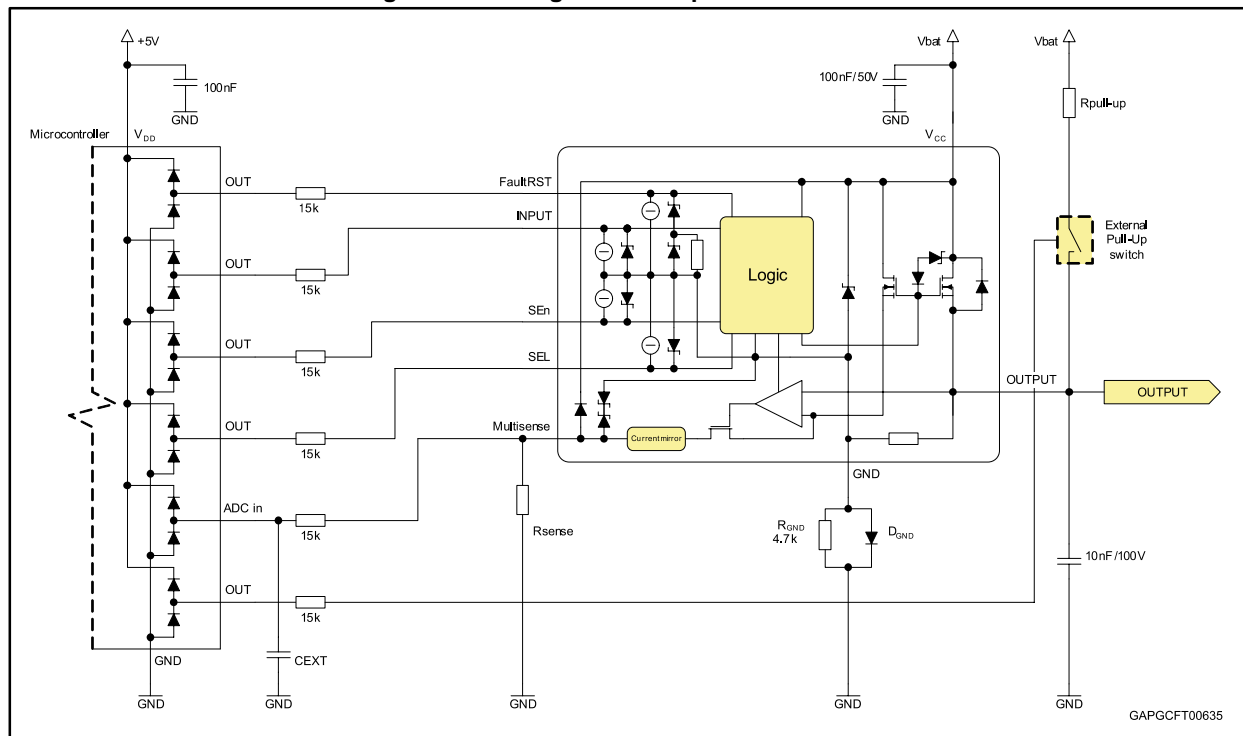 +5V
Vbat
Vbat
100nF
100nF/50V
GND
GND
Rpull-up
Microcontroller
VDD
VCC
OUT
15k
FaultRST
INPUT
OUT
15k
Logic
External
Pull-Up
switch
SEn
OUT
15k
SEL
OUTPUT
OUTPUT
OUT
15k
Multisense
Current mirror
GND
ADC in
15k
Rsense
RGND
4.7k
DGND
10nF/100V
OUT
15k
GND
CEXT
GND
GND
GND
GND
GND
GAPGCFT00635